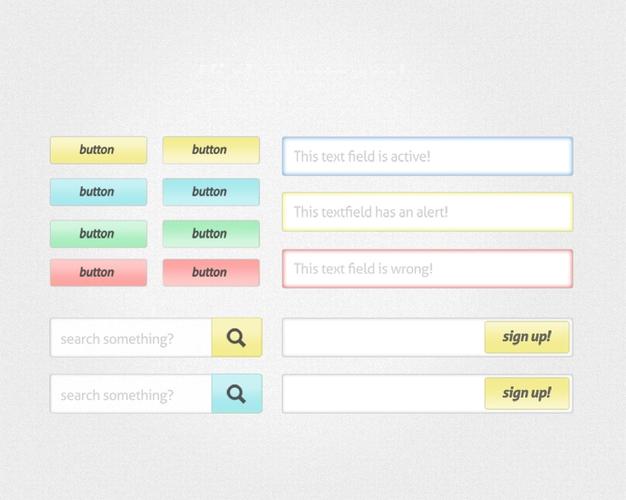 button button
button button
button button
button button
This text field is active!
This textfield has an alert!
This text field is wrong!
search something?
sign up!
search something?
sign up!